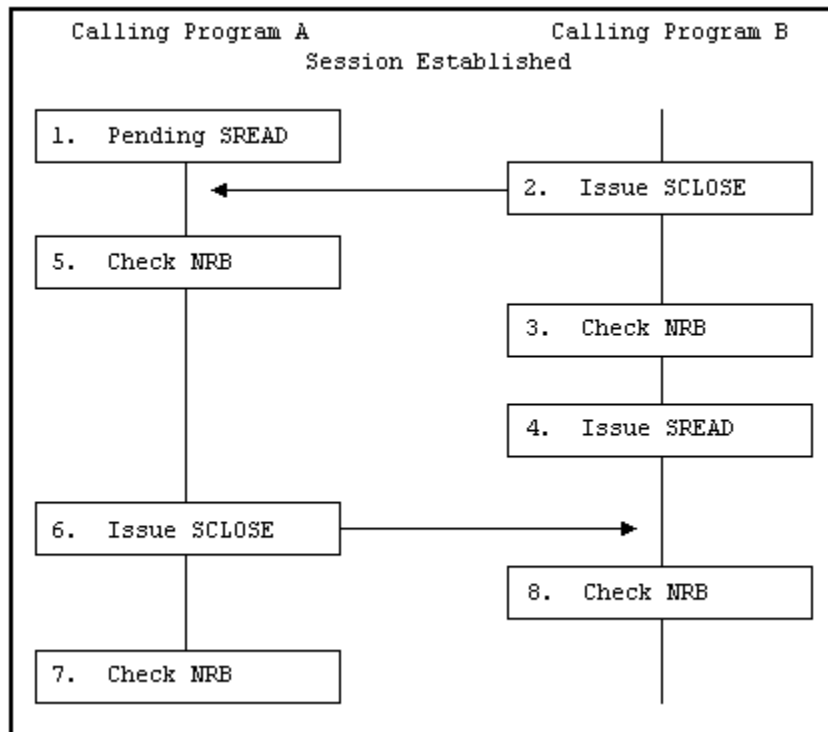 Calling Program A Calling Program B
Session Established
1. Pending SREAD
2. Issue SCLOSE
5. Check NRB
3. Check NRB
4. Issue SREAD
6. Issue SCLOSE
8. Check NRB
7. Check NRB